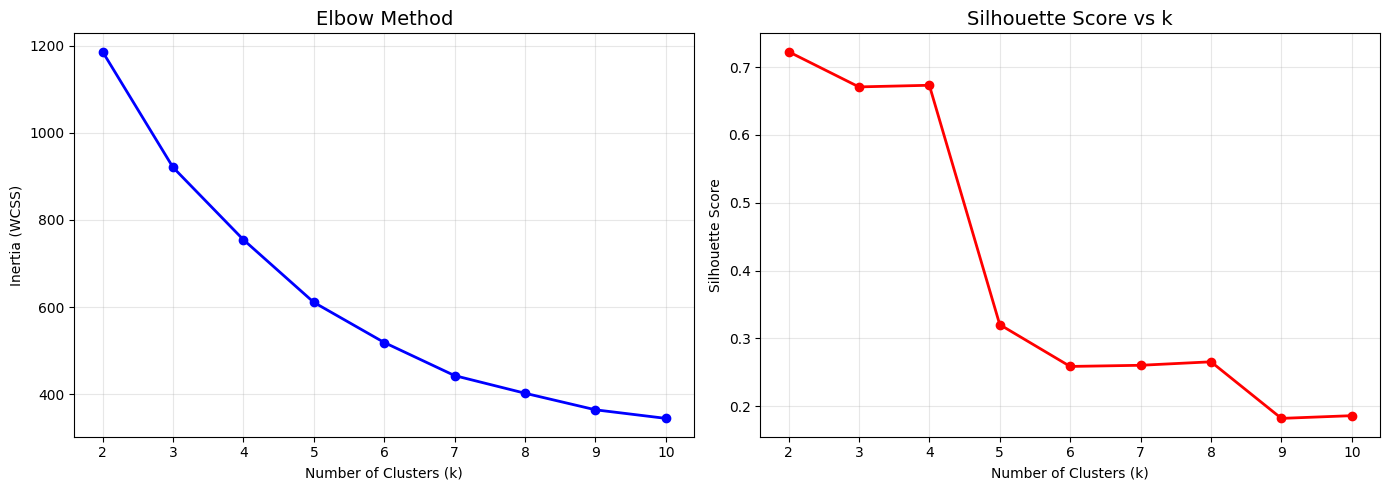 Elbow Method
Inertia (WCSS)
1200
1000
800
600
400
2 3 4 5 6 7 8 9 10
Number of Clusters (k)
Silhouette Score vs k
Silhouette Score
0.7
0.6
0.5
0.4
0.3
0.2
2 3 4 5 6 7 8 9 10
Number of Clusters (k)